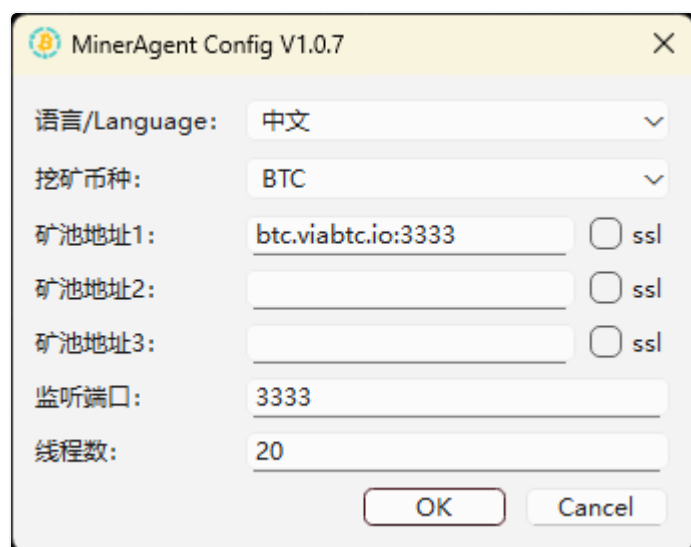 MinerAgent Config V1.0.7
语言/Language: 中文
挖矿币种: BTC
矿池地址1: btc.viabtc.io:3333 ssl
矿池地址2: ssl
矿池地址3: ssl
监听端口: 3333
线程数: 20
OK Cancel